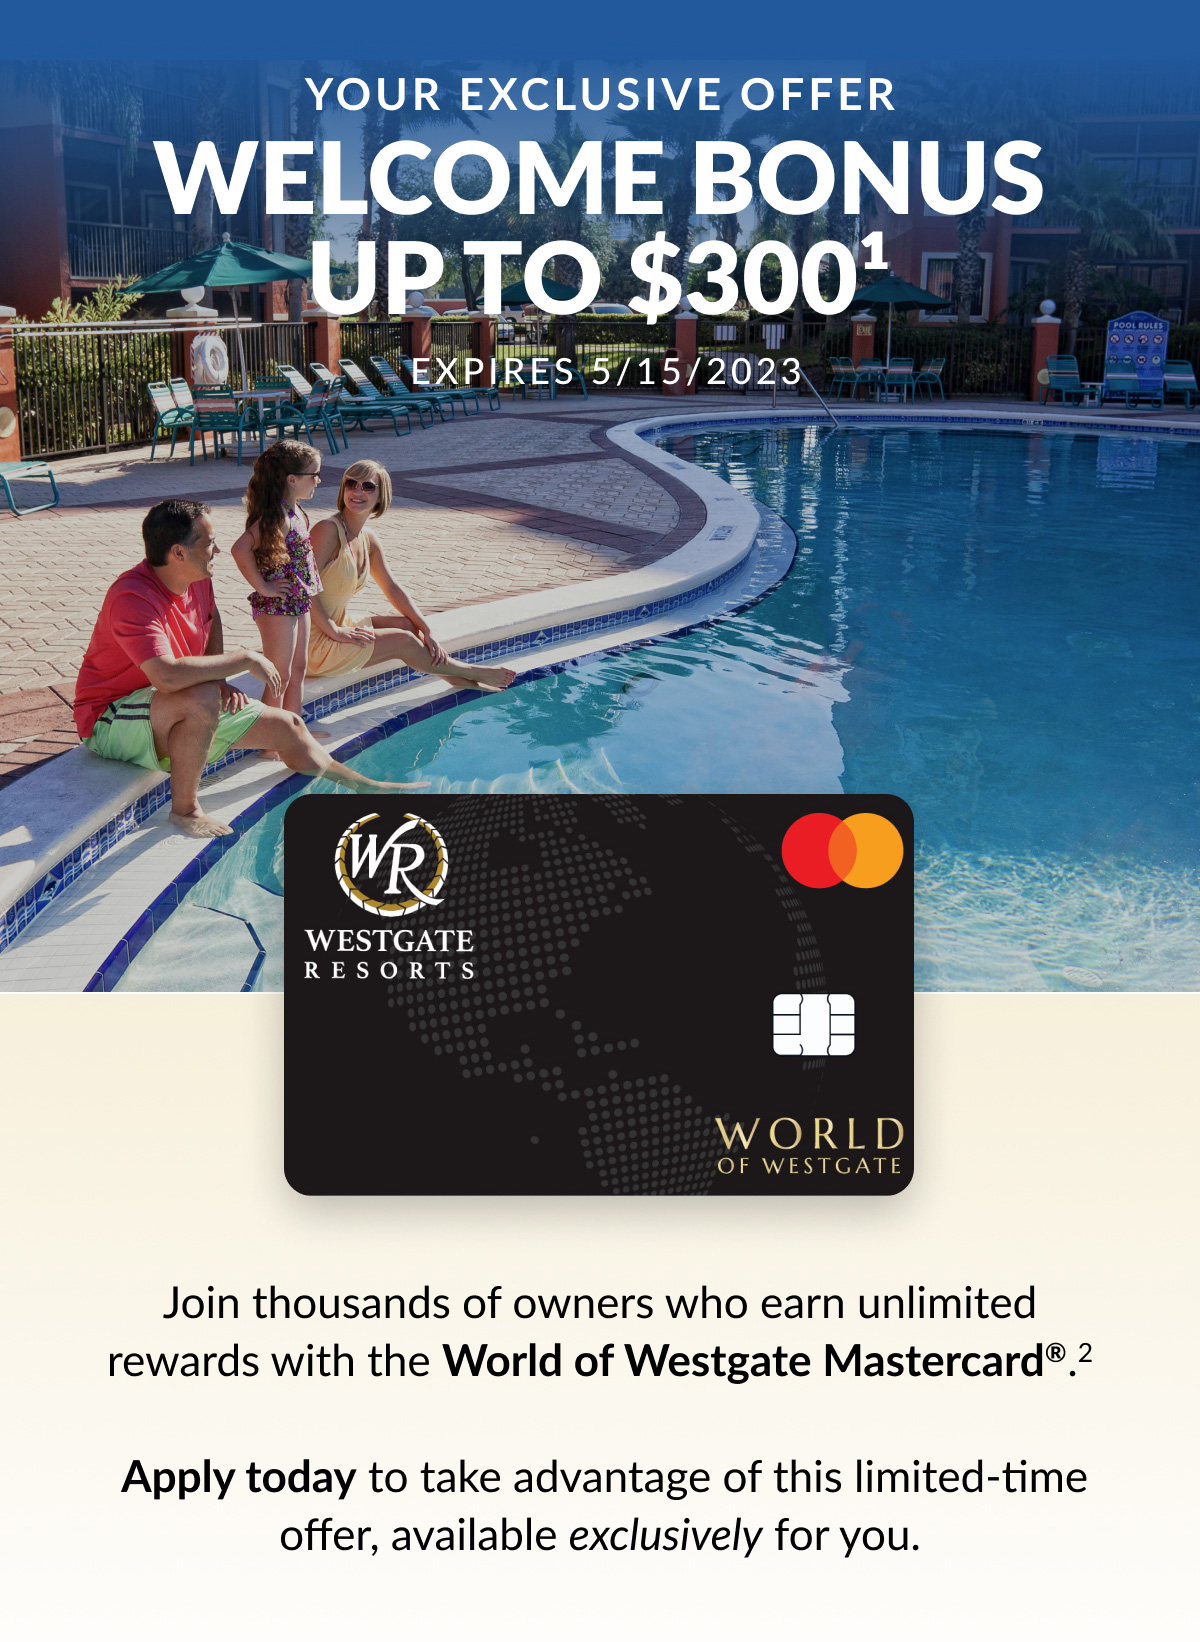 YOUR EXCLUSIVE OFFER
WELCOME BONUS
UP TO $300¹
EXPIRES 5/15/2023
POOL RULES
WR
WESTGATE
RESORTS
WORLD
OF WESTGATE
Join thousands of owners who earn unlimited
rewards with the World of Westgate Mastercard®.²
Apply today to take advantage of this limited-time
offer, available exclusively for you.